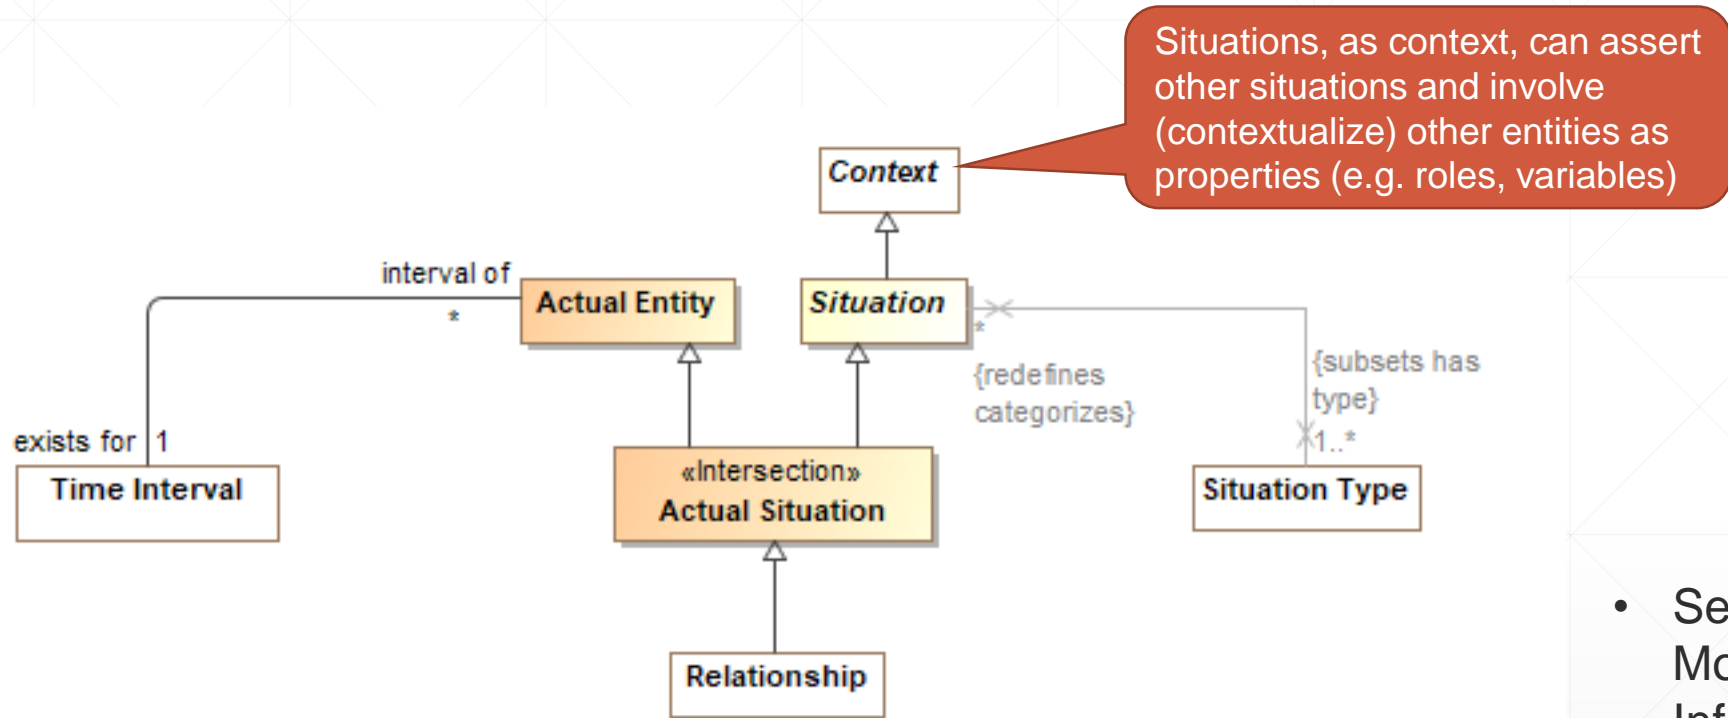 Situations, as context, can assert
other situations and involve
(contextualize) other entities as
properties (e.g. roles, variables)
Context
interval of
*
Actual Entity
Situation
*
{redefines
categorizes}
{subsets has
type}
1..*
exists for 1
Time Interval
«Intersection»
Actual Situation
Situation Type
Relationship
•